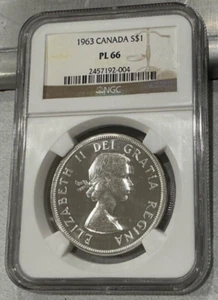 1963 CANADA S$1
PL 66
2457192-004
NGC
ELIZABETH II DEI GRATIA REGINA